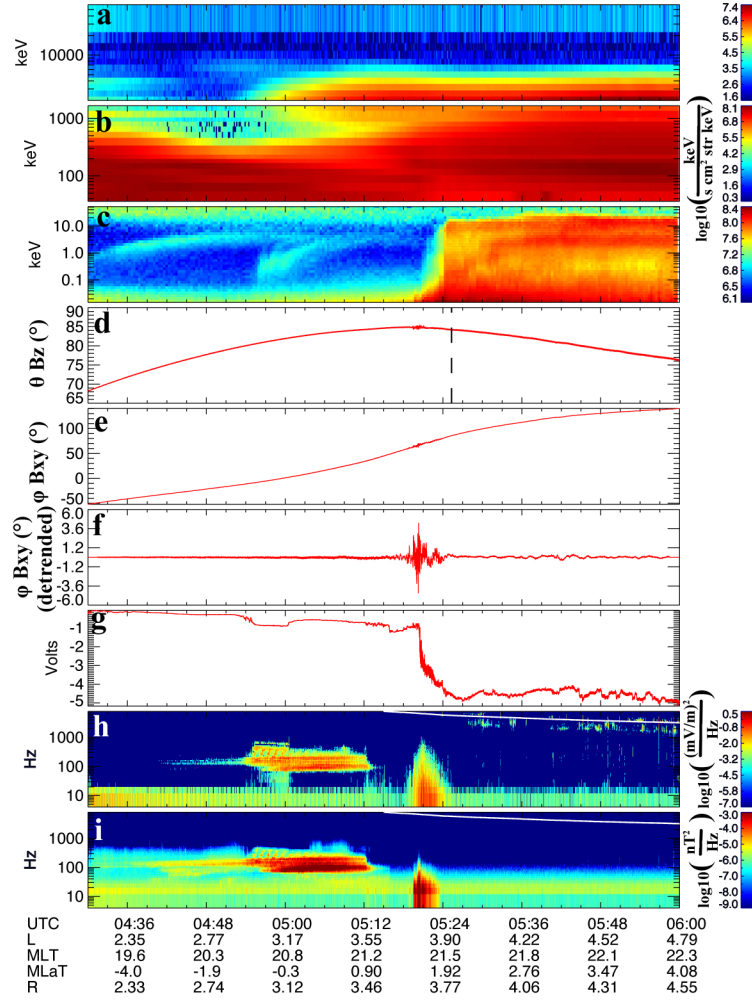 a
keV
10000
7.4
6.4
5.5
4.5
3.5
2.6
1.6
b
keV
1000
100
8.1
6.8
5.5
4.2
2.9
1.6
0.3
log10(keV / s cm² str keV)
c
keV
10.0
1.0
0.1
8.4
8.0
7.6
7.2
6.9
6.5
6.1
d
θ Bz (°)
90
85
80
75
70
65
e
φ Bxy (°)
100
50
0
-50
f
φ Bxy (°)
(detrended)
6.0
3.6
1.2
-1.2
-3.6
-6.0
g
Volts
-1
-2
-3
-4
-5
h
Hz
1000
100
10
0.5
-0.8
-2.0
-3.2
-4.5
-5.8
-7.0
log10((mV/m)² / Hz)
i
Hz
1000
100
10
-3.0
-4.0
-5.0
-6.0
-7.0
-8.0
-9.0
log10(nT² / Hz)
UTC 04:36 04:48 05:00 05:12 05:24 05:36 05:48 06:00
L 2.35 2.77 3.17 3.55 3.90 4.22 4.52 4.79
MLT 19.6 20.3 20.8 21.2 21.5 21.8 22.1 22.3
MLaT -4.0 -1.9 -0.3 0.90 1.92 2.76 3.47 4.08
R 2.33 2.74 3.12 3.46 3.77 4.06 4.31 4.55